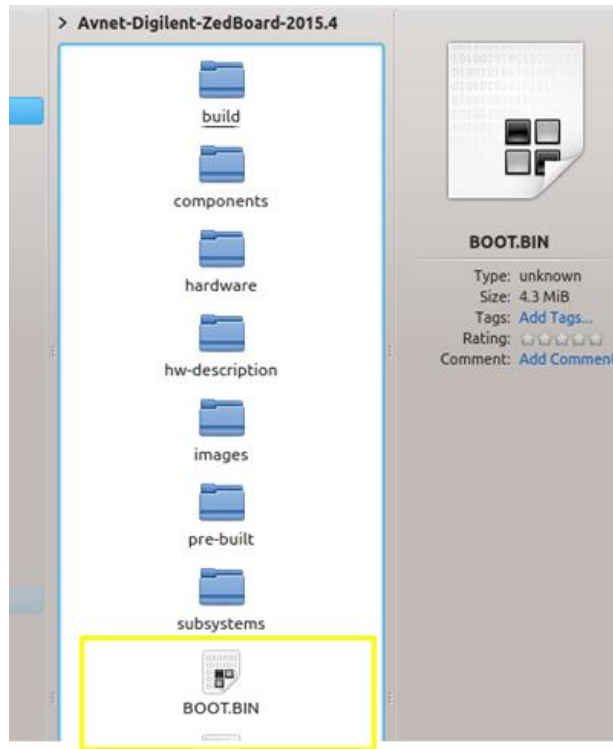 > Avnet-Digilent-ZedBoard-2015.4
build
components
hardware
hw-description
images
pre-built
subsystems
BOOT.BIN
BOOT.BIN
Type: unknown
Size: 4.3 MiB
Tags: Add Tags...
Rating:
Comment: Add Comment